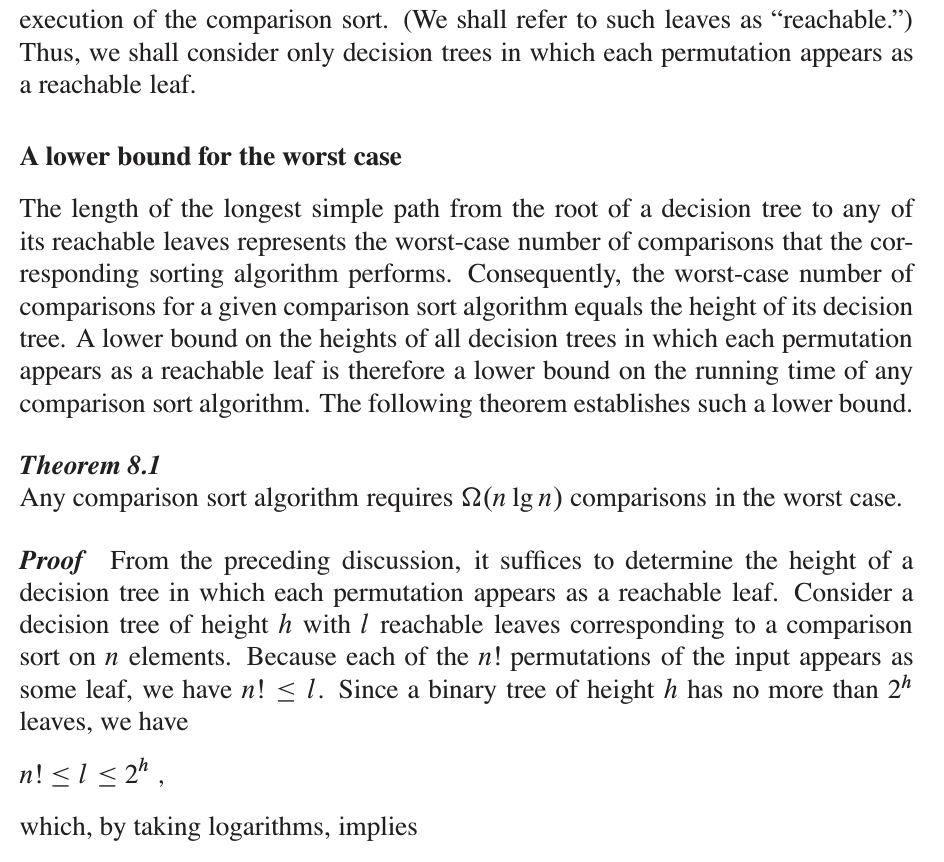 execution of the comparison sort. (We shall refer to such leaves as “reachable.”)
Thus, we shall consider only decision trees in which each permutation appears as
a reachable leaf.
A lower bound for the worst case
The length of the longest simple path from the root of a decision tree to any of
its reachable leaves represents the worst-case number of comparisons that the cor-
responding sorting algorithm performs. Consequently, the worst-case number of
comparisons for a given comparison sort algorithm equals the height of its decision
tree. A lower bound on the heights of all decision trees in which each permutation
appears as a reachable leaf is therefore a lower bound on the running time of any
comparison sort algorithm. The following theorem establishes such a lower bound.
Theorem 8.1
Any comparison sort algorithm requires Ω(n lg n) comparisons in the worst case.
Proof From the preceding discussion, it suffices to determine the height of a
decision tree in which each permutation appears as a reachable leaf. Consider a
decision tree of height h with l reachable leaves corresponding to a comparison
sort on n elements. Because each of the n! permutations of the input appears as
some leaf, we have n! ≤ l. Since a binary tree of height h has no more than 2ʰ
leaves, we have
n! ≤ l ≤ 2ʰ ,
which, by taking logarithms, implies